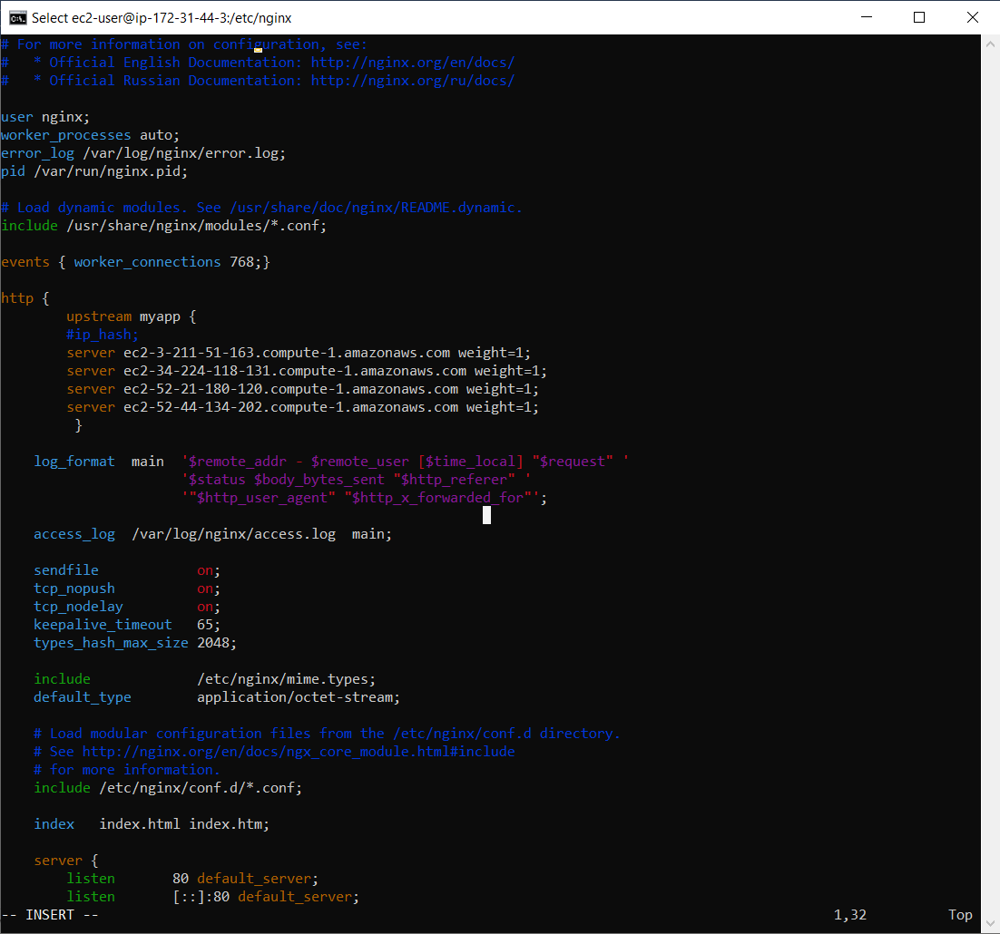 Select ec2-user@ip-172-31-44-3:/etc/nginx
# For more information on configuration, see:
#   * Official English Documentation: http://nginx.org/en/docs/
#   * Official Russian Documentation: http://nginx.org/ru/docs/
user nginx;
worker_processes auto;
error_log /var/log/nginx/error.log;
pid /var/run/nginx.pid;
# Load dynamic modules. See /usr/share/doc/nginx/README.dynamic.
include /usr/share/nginx/modules/*.conf;
events { worker_connections 768;}
http {
        upstream myapp {
        #ip_hash;
        server ec2-3-211-51-163.compute-1.amazonaws.com weight=1;
        server ec2-34-224-118-131.compute-1.amazonaws.com weight=1;
        server ec2-52-21-180-120.compute-1.amazonaws.com weight=1;
        server ec2-52-44-134-202.compute-1.amazonaws.com weight=1;
         }
    log_format  main  '$remote_addr - $remote_user [$time_local] "$request" '
                      '$status $body_bytes_sent "$http_referer" '
                      '"$http_user_agent" "$http_x_forwarded_for"';
    access_log  /var/log/nginx/access.log  main;
    sendfile            on;
    tcp_nopush          on;
    tcp_nodelay         on;
    keepalive_timeout   65;
    types_hash_max_size 2048;
    include             /etc/nginx/mime.types;
    default_type        application/octet-stream;
    # Load modular configuration files from the /etc/nginx/conf.d directory.
    # See http://nginx.org/en/docs/ngx_core_module.html#include
    # for more information.
    include /etc/nginx/conf.d/*.conf;
    index   index.html index.htm;
    server {
        listen       80 default_server;
        listen       [::]:80 default_server;
-- INSERT --                                                                                          1,32          Top